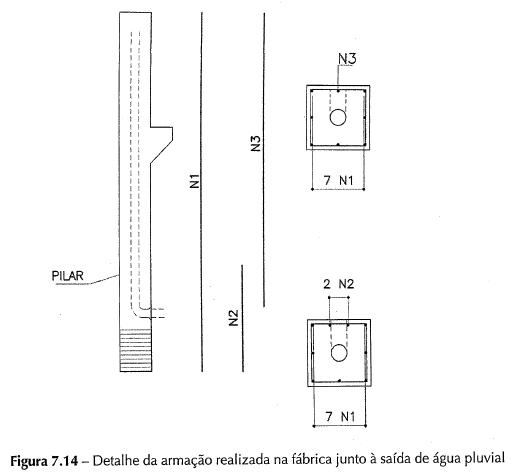 N3
N3
7 N1
N1
PILAR
2 N2
N2
7 N1
Figura 7.14 – Detalhe da armação realizada na fábrica junto à saída de água pluvial